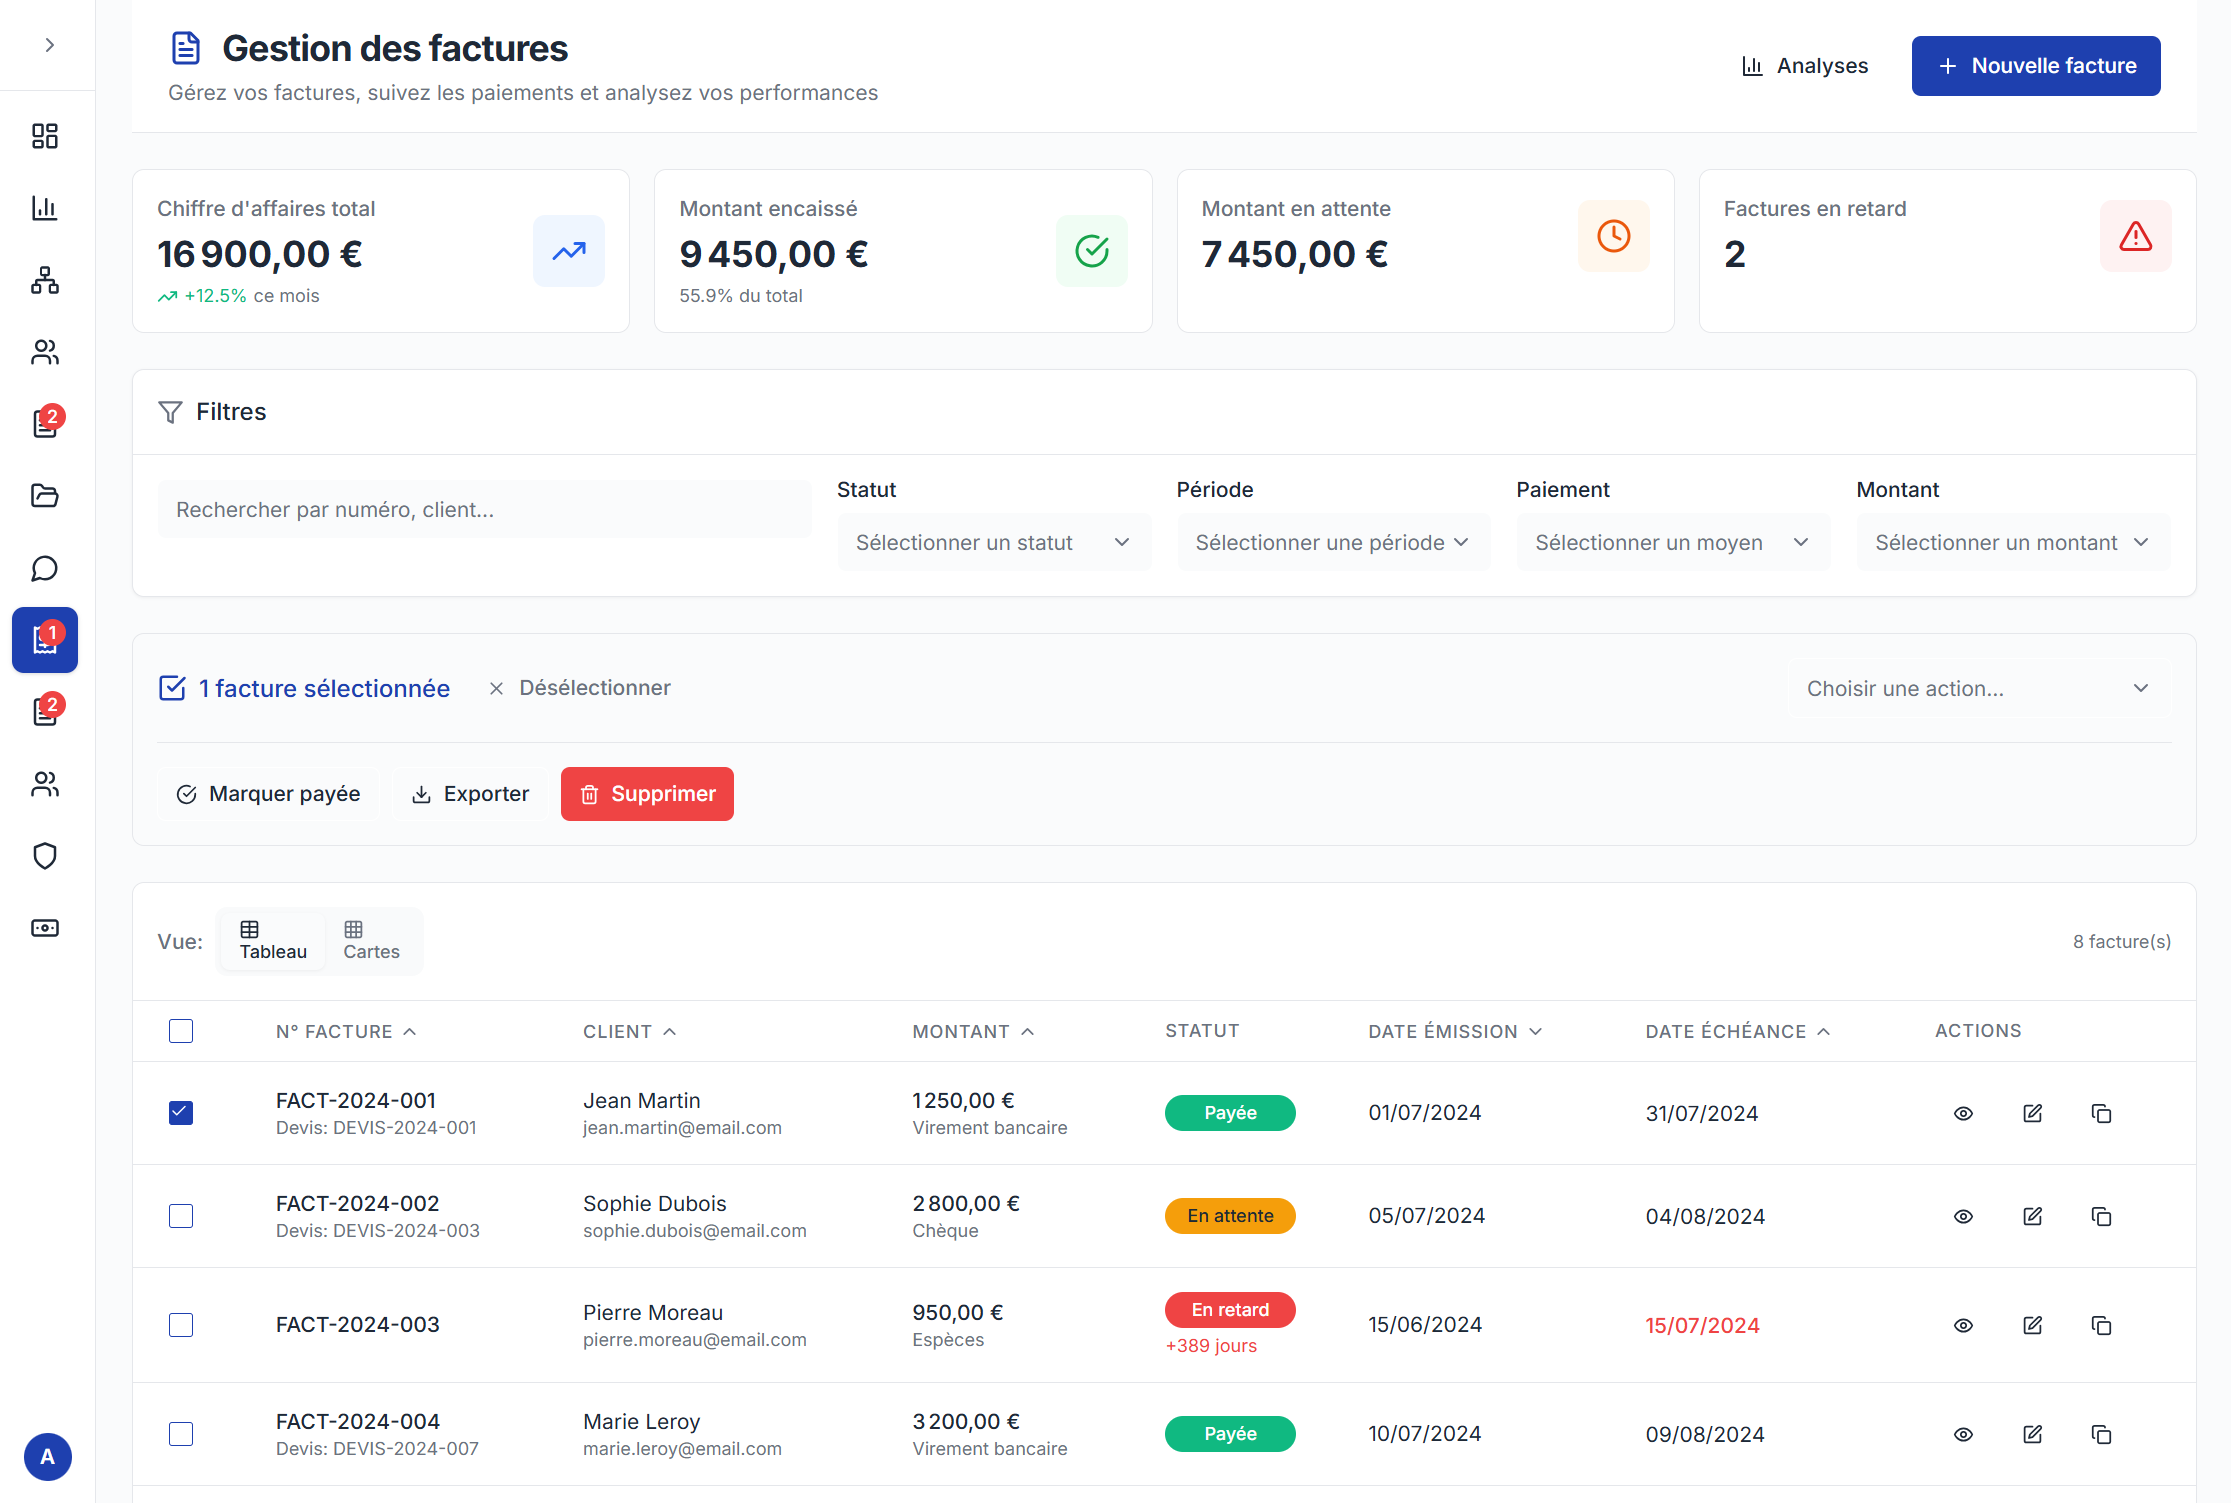 Gestion des factures
Gérez vos factures, suivez les paiements et analysez vos performances
Analyses
Nouvelle facture
Chiffre d'affaires total
16 900,00 €
+12.5% ce mois
Montant encaissé
9 450,00 €
55.9% du total
Montant en attente
7 450,00 €
Factures en retard
2
Filtres
Rechercher par numéro, client...
Statut
Sélectionner un statut
Période
Sélectionner une période
Paiement
Sélectionner un moyen
Montant
Sélectionner un montant
2
1
2
1 facture sélectionnée
Désélectionner
Choisir une action...
Marquer payée
Exporter
Supprimer
Vue:
Tableau
Cartes
8 facture(s)
N° FACTURE
CLIENT
MONTANT
STATUT
DATE ÉMISSION
DATE ÉCHÉANCE
ACTIONS
FACT-2024-001
Devis: DEVIS-2024-001
Jean Martin
jean.martin@email.com
1 250,00 €
Virement bancaire
Payée
01/07/2024
31/07/2024
FACT-2024-002
Devis: DEVIS-2024-003
Sophie Dubois
sophie.dubois@email.com
2 800,00 €
Chèque
En attente
05/07/2024
04/08/2024
FACT-2024-003
Pierre Moreau
pierre.moreau@email.com
950,00 €
Espèces
En retard
+389 jours
15/06/2024
15/07/2024
FACT-2024-004
Devis: DEVIS-2024-007
Marie Leroy
marie.leroy@email.com
3 200,00 €
Virement bancaire
Payée
10/07/2024
09/08/2024
A